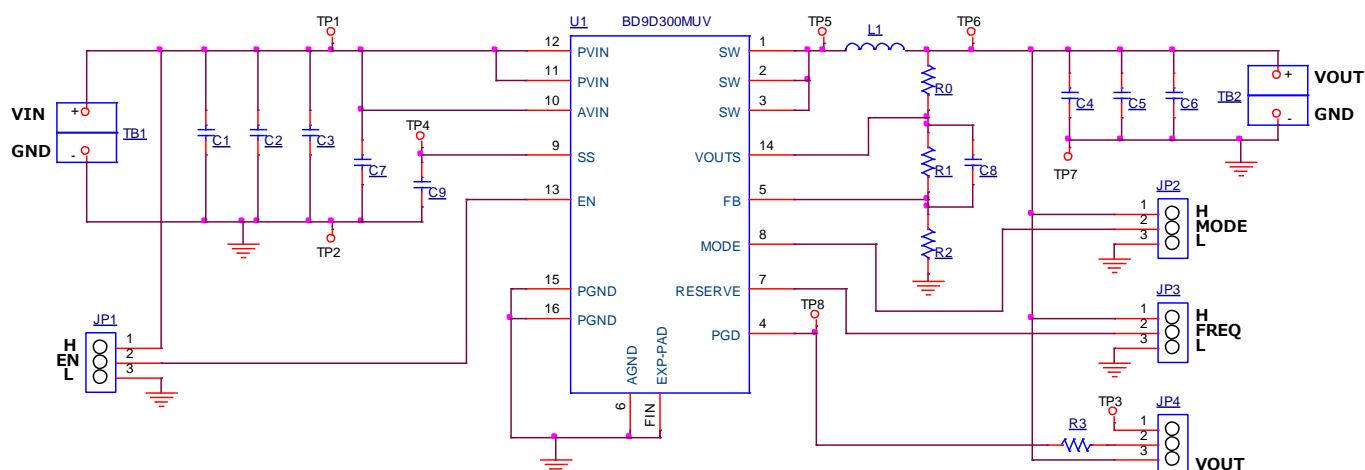 U1 BD9D300MUV
TP1 TP5 TP6
L1
12 PVIN SW 1
11 PVIN SW 2
10 AVIN SW 3
9 SS VOUTS 14
13 EN FB 5
MODE 8
15 PGND RESERVE 7
16 PGND PGD 4
AGND EXP-PAD
6 FIN
VIN + TB1
GND -
C1 C2 C3
C7
TP4
C9
TP2
R0
R1 C8
R2
C4 C5 C6
TP7
+ VOUT
TB2
- GND
JP1
H 1
EN 2
L 3
JP2
1 H
2 MODE
3 L
JP3
1 H
2 FREQ
3 L
TP8
TP3 JP4
R3
1
2
3
VOUT